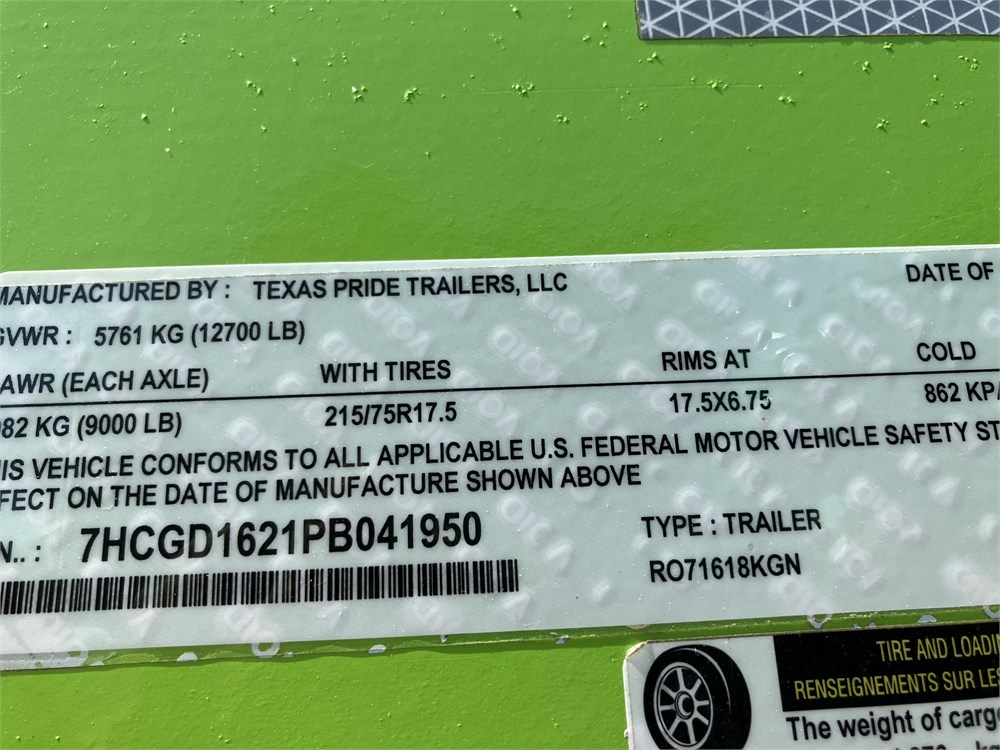 MANUFACTURED BY : TEXAS PRIDE TRAILERS, LLC DATE OF
GVWR : 5761 KG (12700 LB)
AWR (EACH AXLE) WITH TIRES RIMS AT COLD
082 KG (9000 LB) 215/75R17.5 17.5X6.75 862 KPA
IS VEHICLE CONFORMS TO ALL APPLICABLE U.S. FEDERAL MOTOR VEHICLE SAFETY ST
FECT ON THE DATE OF MANUFACTURE SHOWN ABOVE
N.. : 7HCGD1621PB041950 TYPE : TRAILER
RO71618KGN
TIRE AND LOADIN
RENSEIGNEMENTS SUR LES
The weight of cargo